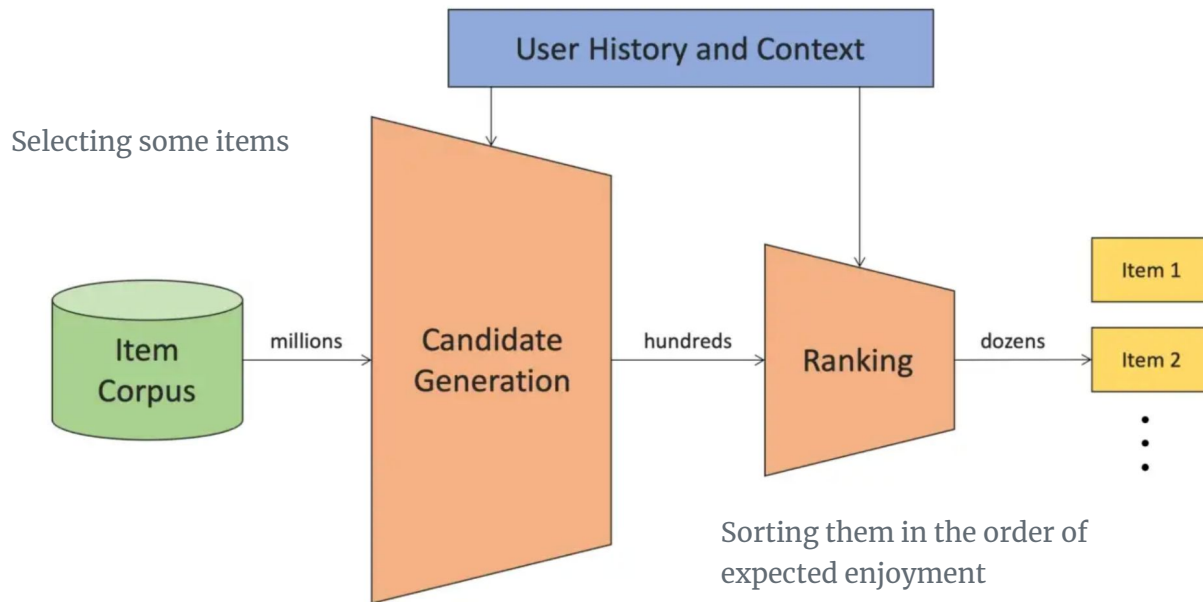 User History and Context
Selecting some items
Item
Corpus
millions
Candidate
Generation
hundreds
Ranking
dozens
Item 1
Item 2
Sorting them in the order of
expected enjoyment